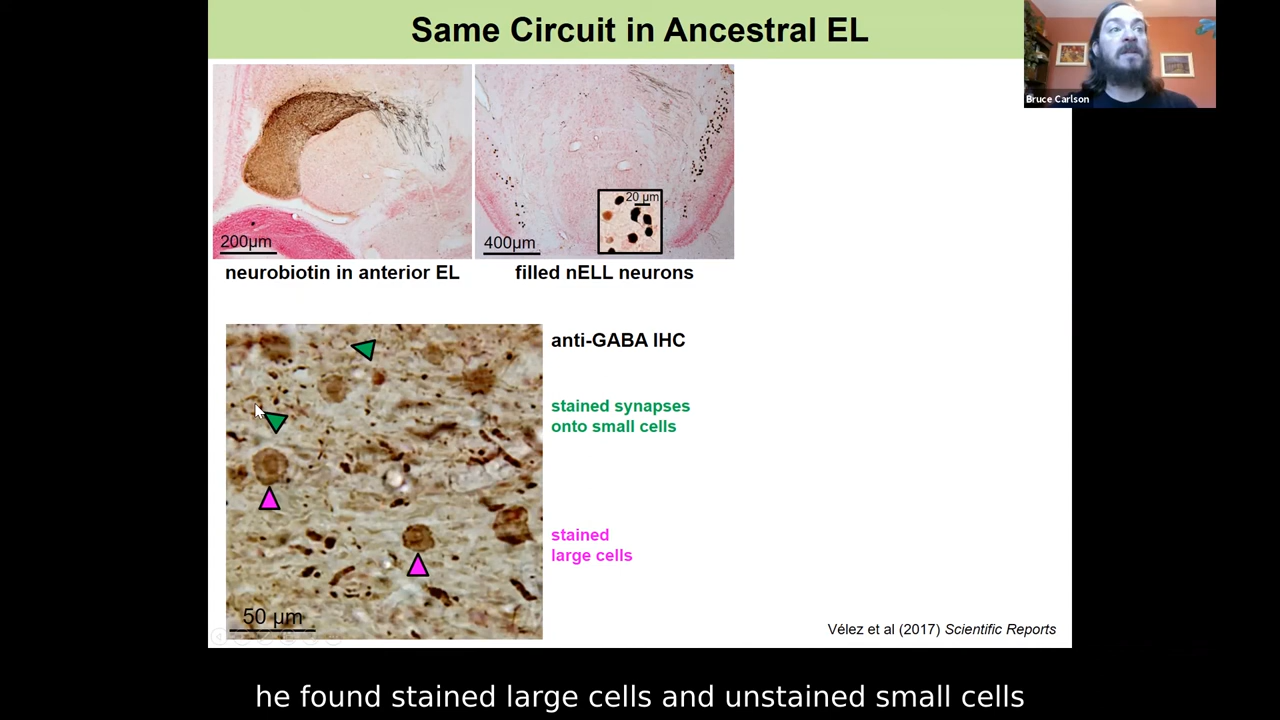 Same Circuit in Ancestral EL
Bruce Carlson
200µm
400µm
20 µm
neurobiotin in anterior EL
filled nELL neurons
anti-GABA IHC
stained synapses
onto small cells
stained
large cells
50 µm
Vélez et al (2017) Scientific Reports
he found stained large cells and unstained small cells